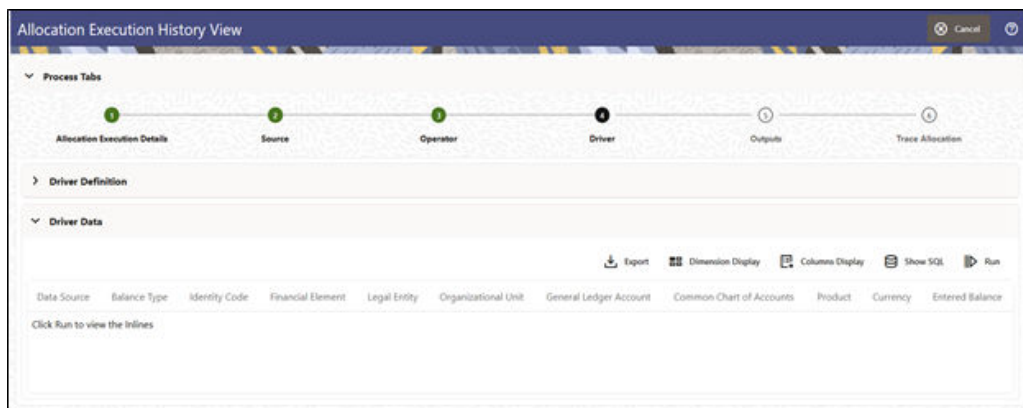 Allocation Execution History View
Cancel
Process Tabs
1 2 3 4 5 6
Allocation Execution Details Source Operator Driver Outputs Trace Allocation
Driver Definition
Driver Data
Export Dimension Display Columns Display Show SQL Run
Data Source Balance Type Identity Code Financial Element Legal Entity Organizational Unit General Ledger Account Common Chart of Accounts Product Currency Entered Balance
Click Run to view the Inlines